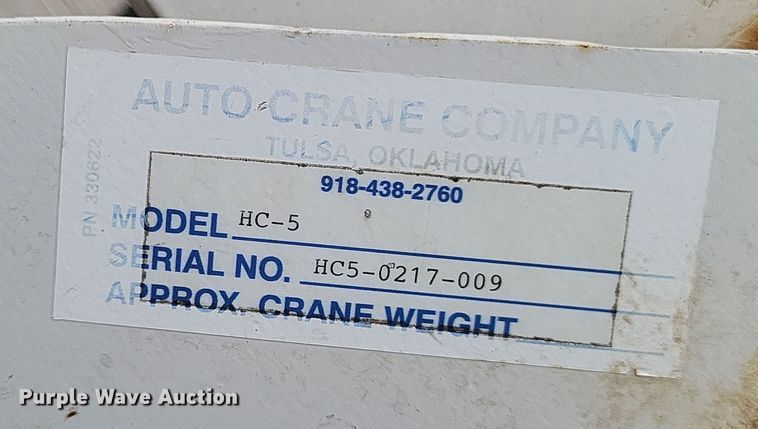 AUTO CRANE COMPANY
TULSA, OKLAHOMA
918-438-2760
MODEL HC-5
SERIAL NO. HC5-0217-009
APPROX. CRANE WEIGHT
PN 330622
Purple Wave Auction